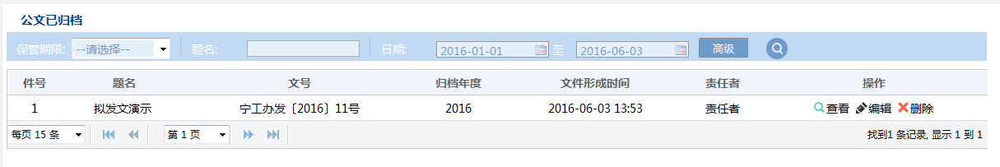 公文已归档
保管期限: --请选择-- 题名: 日期: 2016-01-01 至 2016-06-03 高级
件号 题名 文号 归档年度 文件形成时间 责任者 操作
1 拟发文演示 宁工办发〔2016〕11号 2016 2016-06-03 13:53 责任者 查看 编辑 删除
每页 15 条 第 1 页 找到1 条记录, 显示 1 到 1